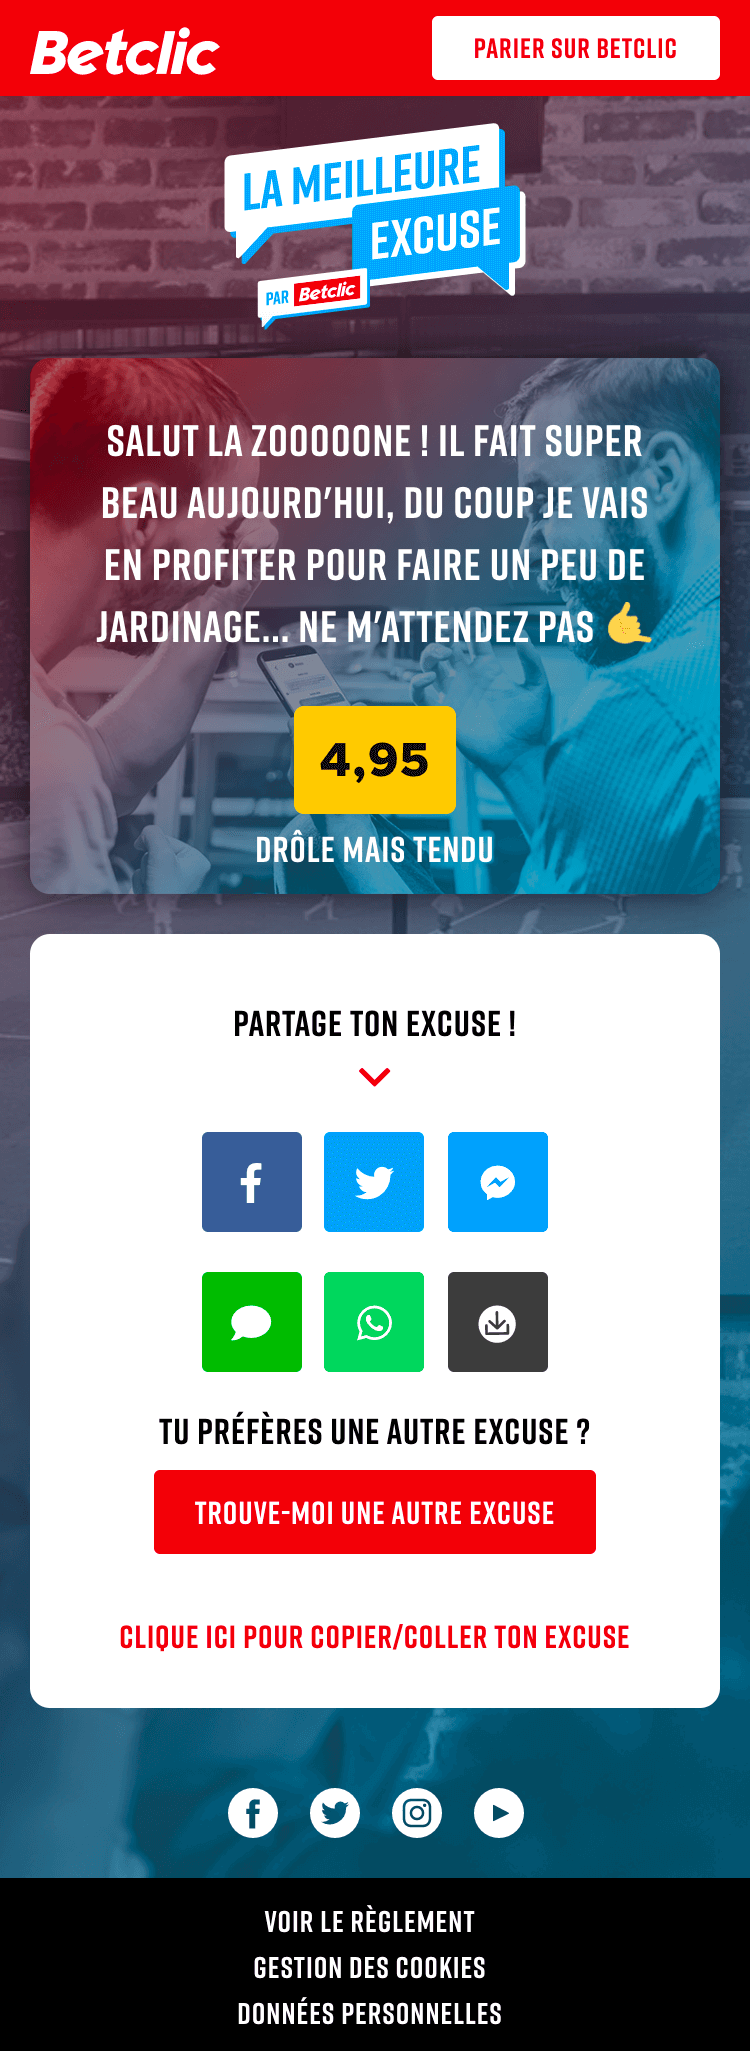 Betclic
PARIER SUR BETCLIC
LA MEILLEURE
EXCUSE
PAR Betclic
SALUT LA ZOOOOONE ! IL FAIT SUPER
BEAU AUJOURD'HUI, DU COUP JE VAIS
EN PROFITER POUR FAIRE UN PEU DE
JARDINAGE... NE M'ATTENDEZ PAS 🤙
4,95
DRÔLE MAIS TENDU
PARTAGE TON EXCUSE !
TU PRÉFÈRES UNE AUTRE EXCUSE ?
TROUVE-MOI UNE AUTRE EXCUSE
CLIQUE ICI POUR COPIER/COLLER TON EXCUSE
VOIR LE RÈGLEMENT
GESTION DES COOKIES
DONNÉES PERSONNELLES